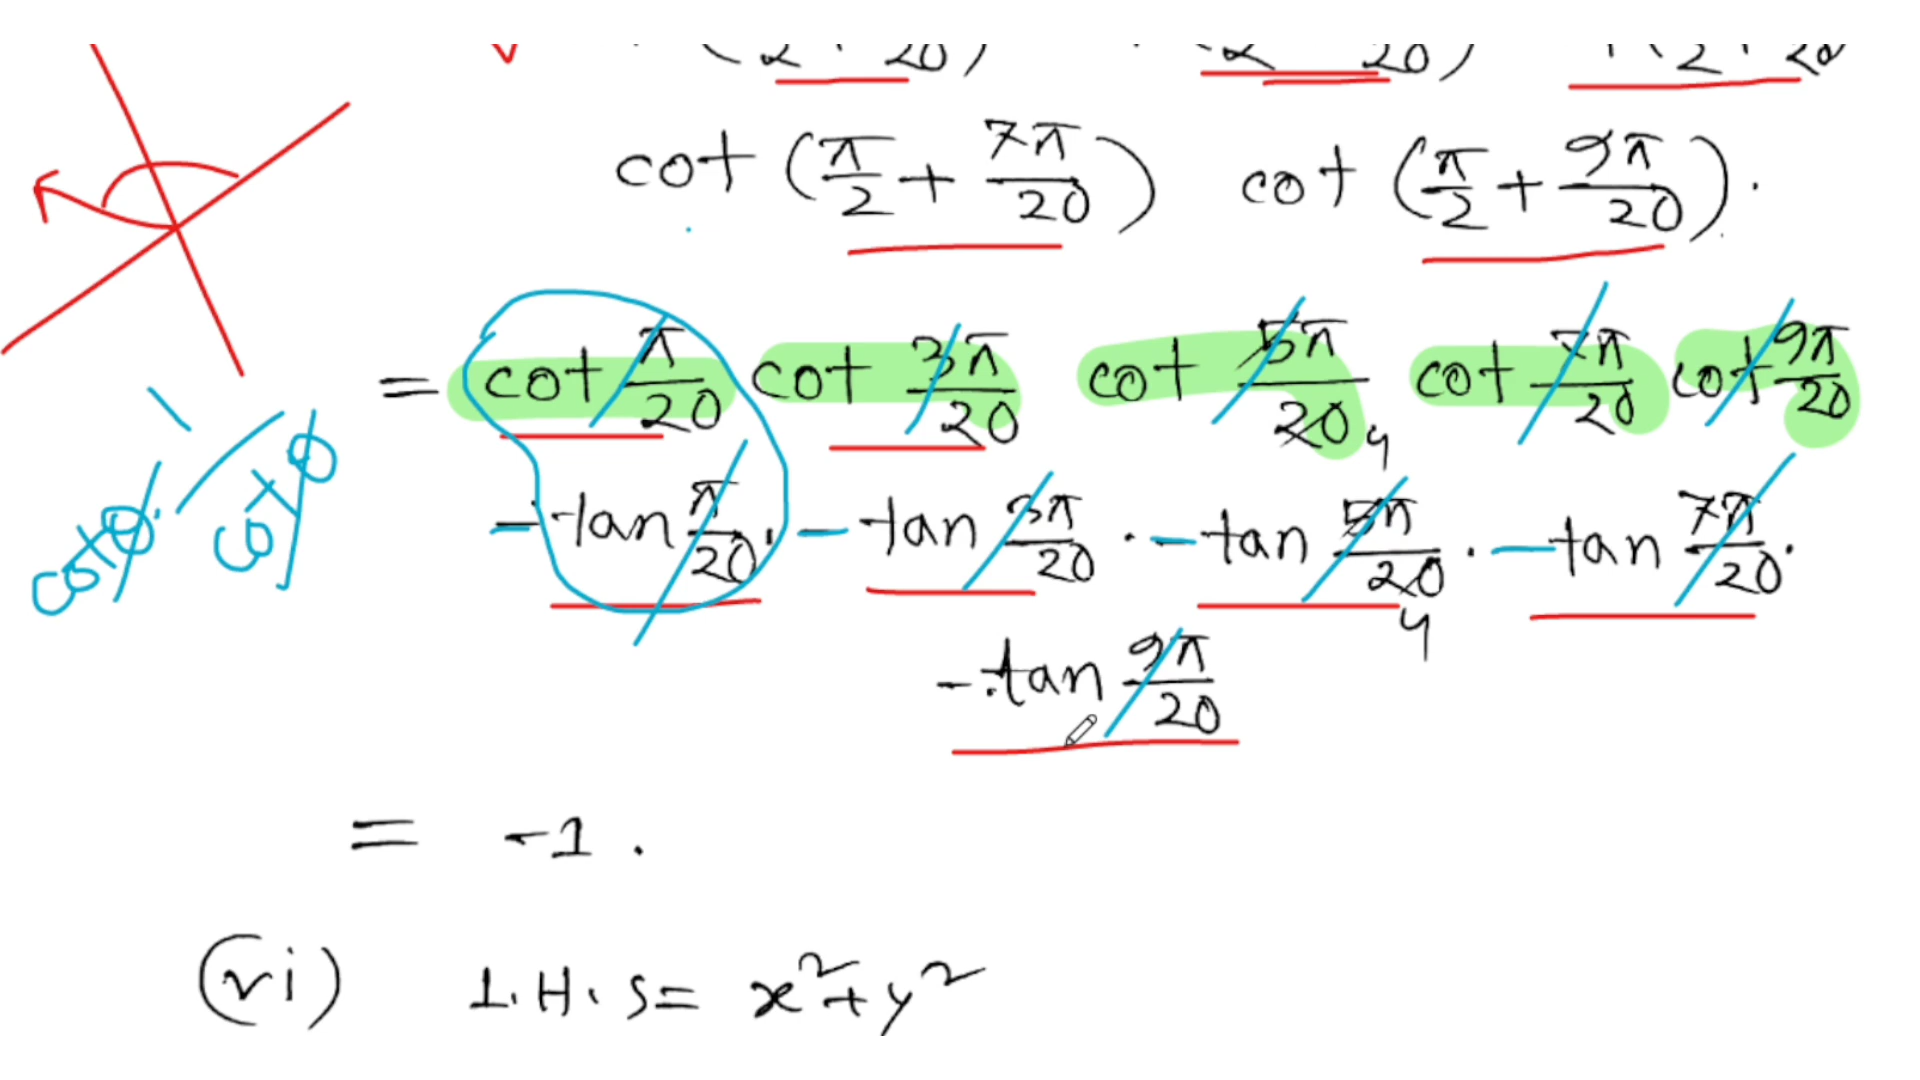 cot (π/2 + 7π/20) cot (π/2 + 9π/20).
= cot π/20 cot 3π/20 cot 5π/20 4 cot 7π/20 cot 9π/20
- tan π/20 . - tan 3π/20 . - tan 5π/20 4 . - tan 7π/20 .
- . tan 9π/20
cotθ . cotθ
= -1 .
(vi) L.H.S = x²+y²